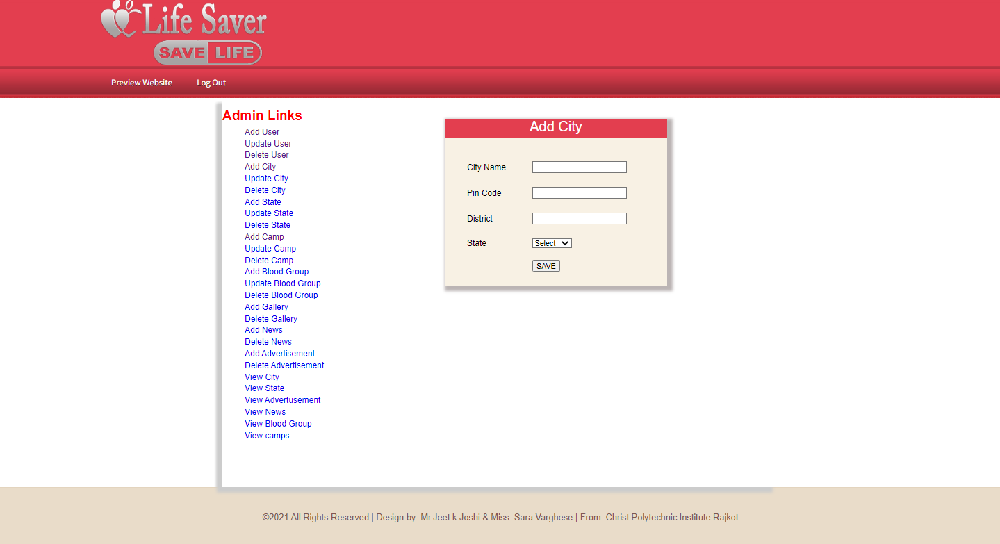 Life Saver
SAVE LIFE
Preview Website Log Out
Admin Links
Add User
Update User
Delete User
Add City
Update City
Delete City
Add State
Update State
Delete State
Add Camp
Update Camp
Delete Camp
Add Blood Group
Update Blood Group
Delete Blood Group
Add Gallery
Delete Gallery
Add News
Delete News
Add Advertisement
Delete Advertisement
View City
View State
View Advertusement
View News
View Blood Group
View camps
Add City
City Name
Pin Code
District
State Select
SAVE
©2021 All Rights Reserved | Design by: Mr.Jeet k Joshi & Miss. Sara Varghese | From: Christ Polytechnic Institute Rajkot